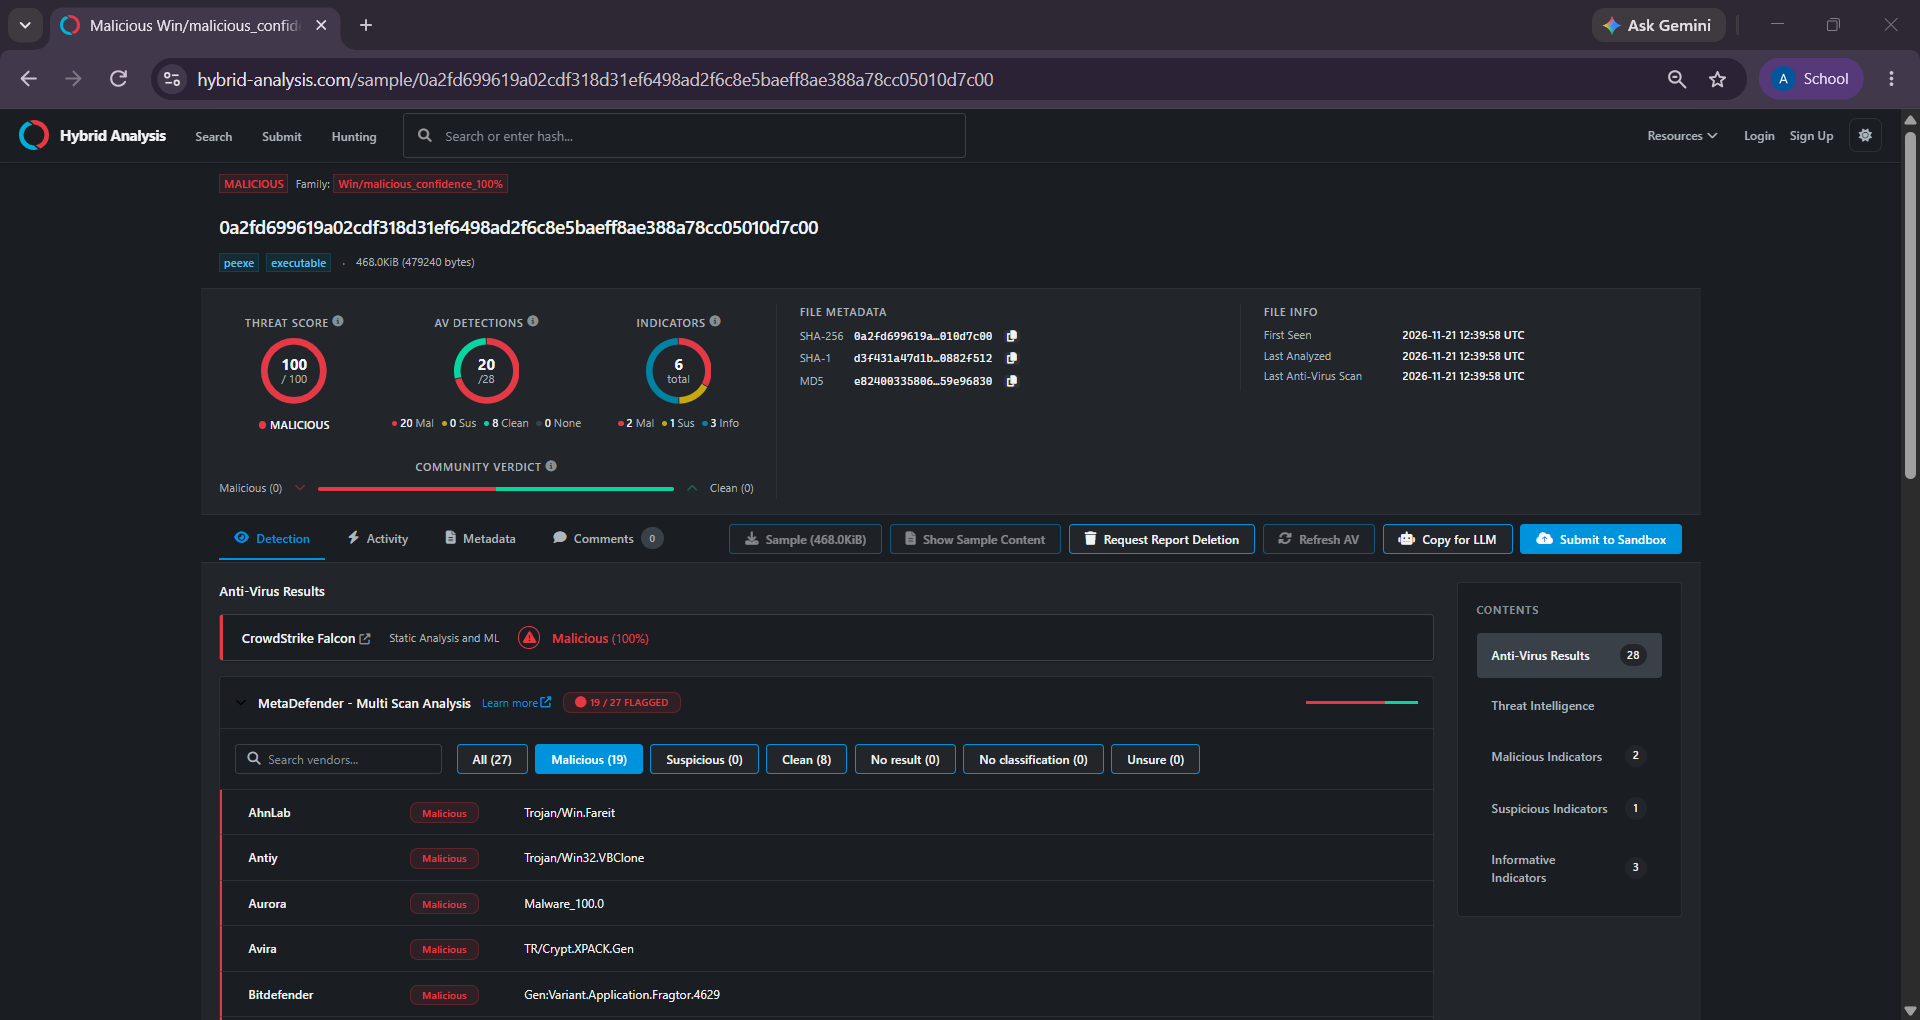 Malicious Win/malicious_confid
Ask Gemini
hybrid-analysis.com/sample/0a2fd699619a02cdf318d31ef6498ad2f6c8e5baeff8ae388a78cc05010d7c00
A School
Hybrid Analysis
Search
Submit
Hunting
Search or enter hash...
Resources
Login
Sign Up
MALICIOUS Family: Win/malicious_confidence_100%
0a2fd699619a02cdf318d31ef6498ad2f6c8e5baeff8ae388a78cc05010d7c00
peexe executable . 468.0KiB (479240 bytes)
THREAT SCORE
100
/ 100
MALICIOUS
AV DETECTIONS
20
/28
20 Mal 0 Sus 8 Clean 0 None
INDICATORS
6
total
2 Mal 1 Sus 3 Info
COMMUNITY VERDICT
Malicious (0)
Clean (0)
FILE METADATA
SHA-256 0a2fd699619a…010d7c00
SHA-1 d3f431a47d1b…0882f512
MD5 e82400335806…59e96830
FILE INFO
First Seen 2026-11-21 12:39:58 UTC
Last Analyzed 2026-11-21 12:39:58 UTC
Last Anti-Virus Scan 2026-11-21 12:39:58 UTC
Detection
Activity
Metadata
Comments 0
Sample (468.0KiB)
Show Sample Content
Request Report Deletion
Refresh AV
Copy for LLM
Submit to Sandbox
Anti-Virus Results
CrowdStrike Falcon Static Analysis and ML Malicious (100%)
MetaDefender - Multi Scan Analysis Learn more 19 / 27 FLAGGED
Search vendors...
All (27)
Malicious (19)
Suspicious (0)
Clean (8)
No result (0)
No classification (0)
Unsure (0)
AhnLab Malicious Trojan/Win.Fareit
Antiy Malicious Trojan/Win32.VBClone
Aurora Malicious Malware_100.0
Avira Malicious TR/Crypt.XPACK.Gen
Bitdefender Malicious Gen:Variant.Application.Fragtor.4629
CONTENTS
Anti-Virus Results 28
Threat Intelligence
Malicious Indicators 2
Suspicious Indicators 1
Informative
Indicators 3